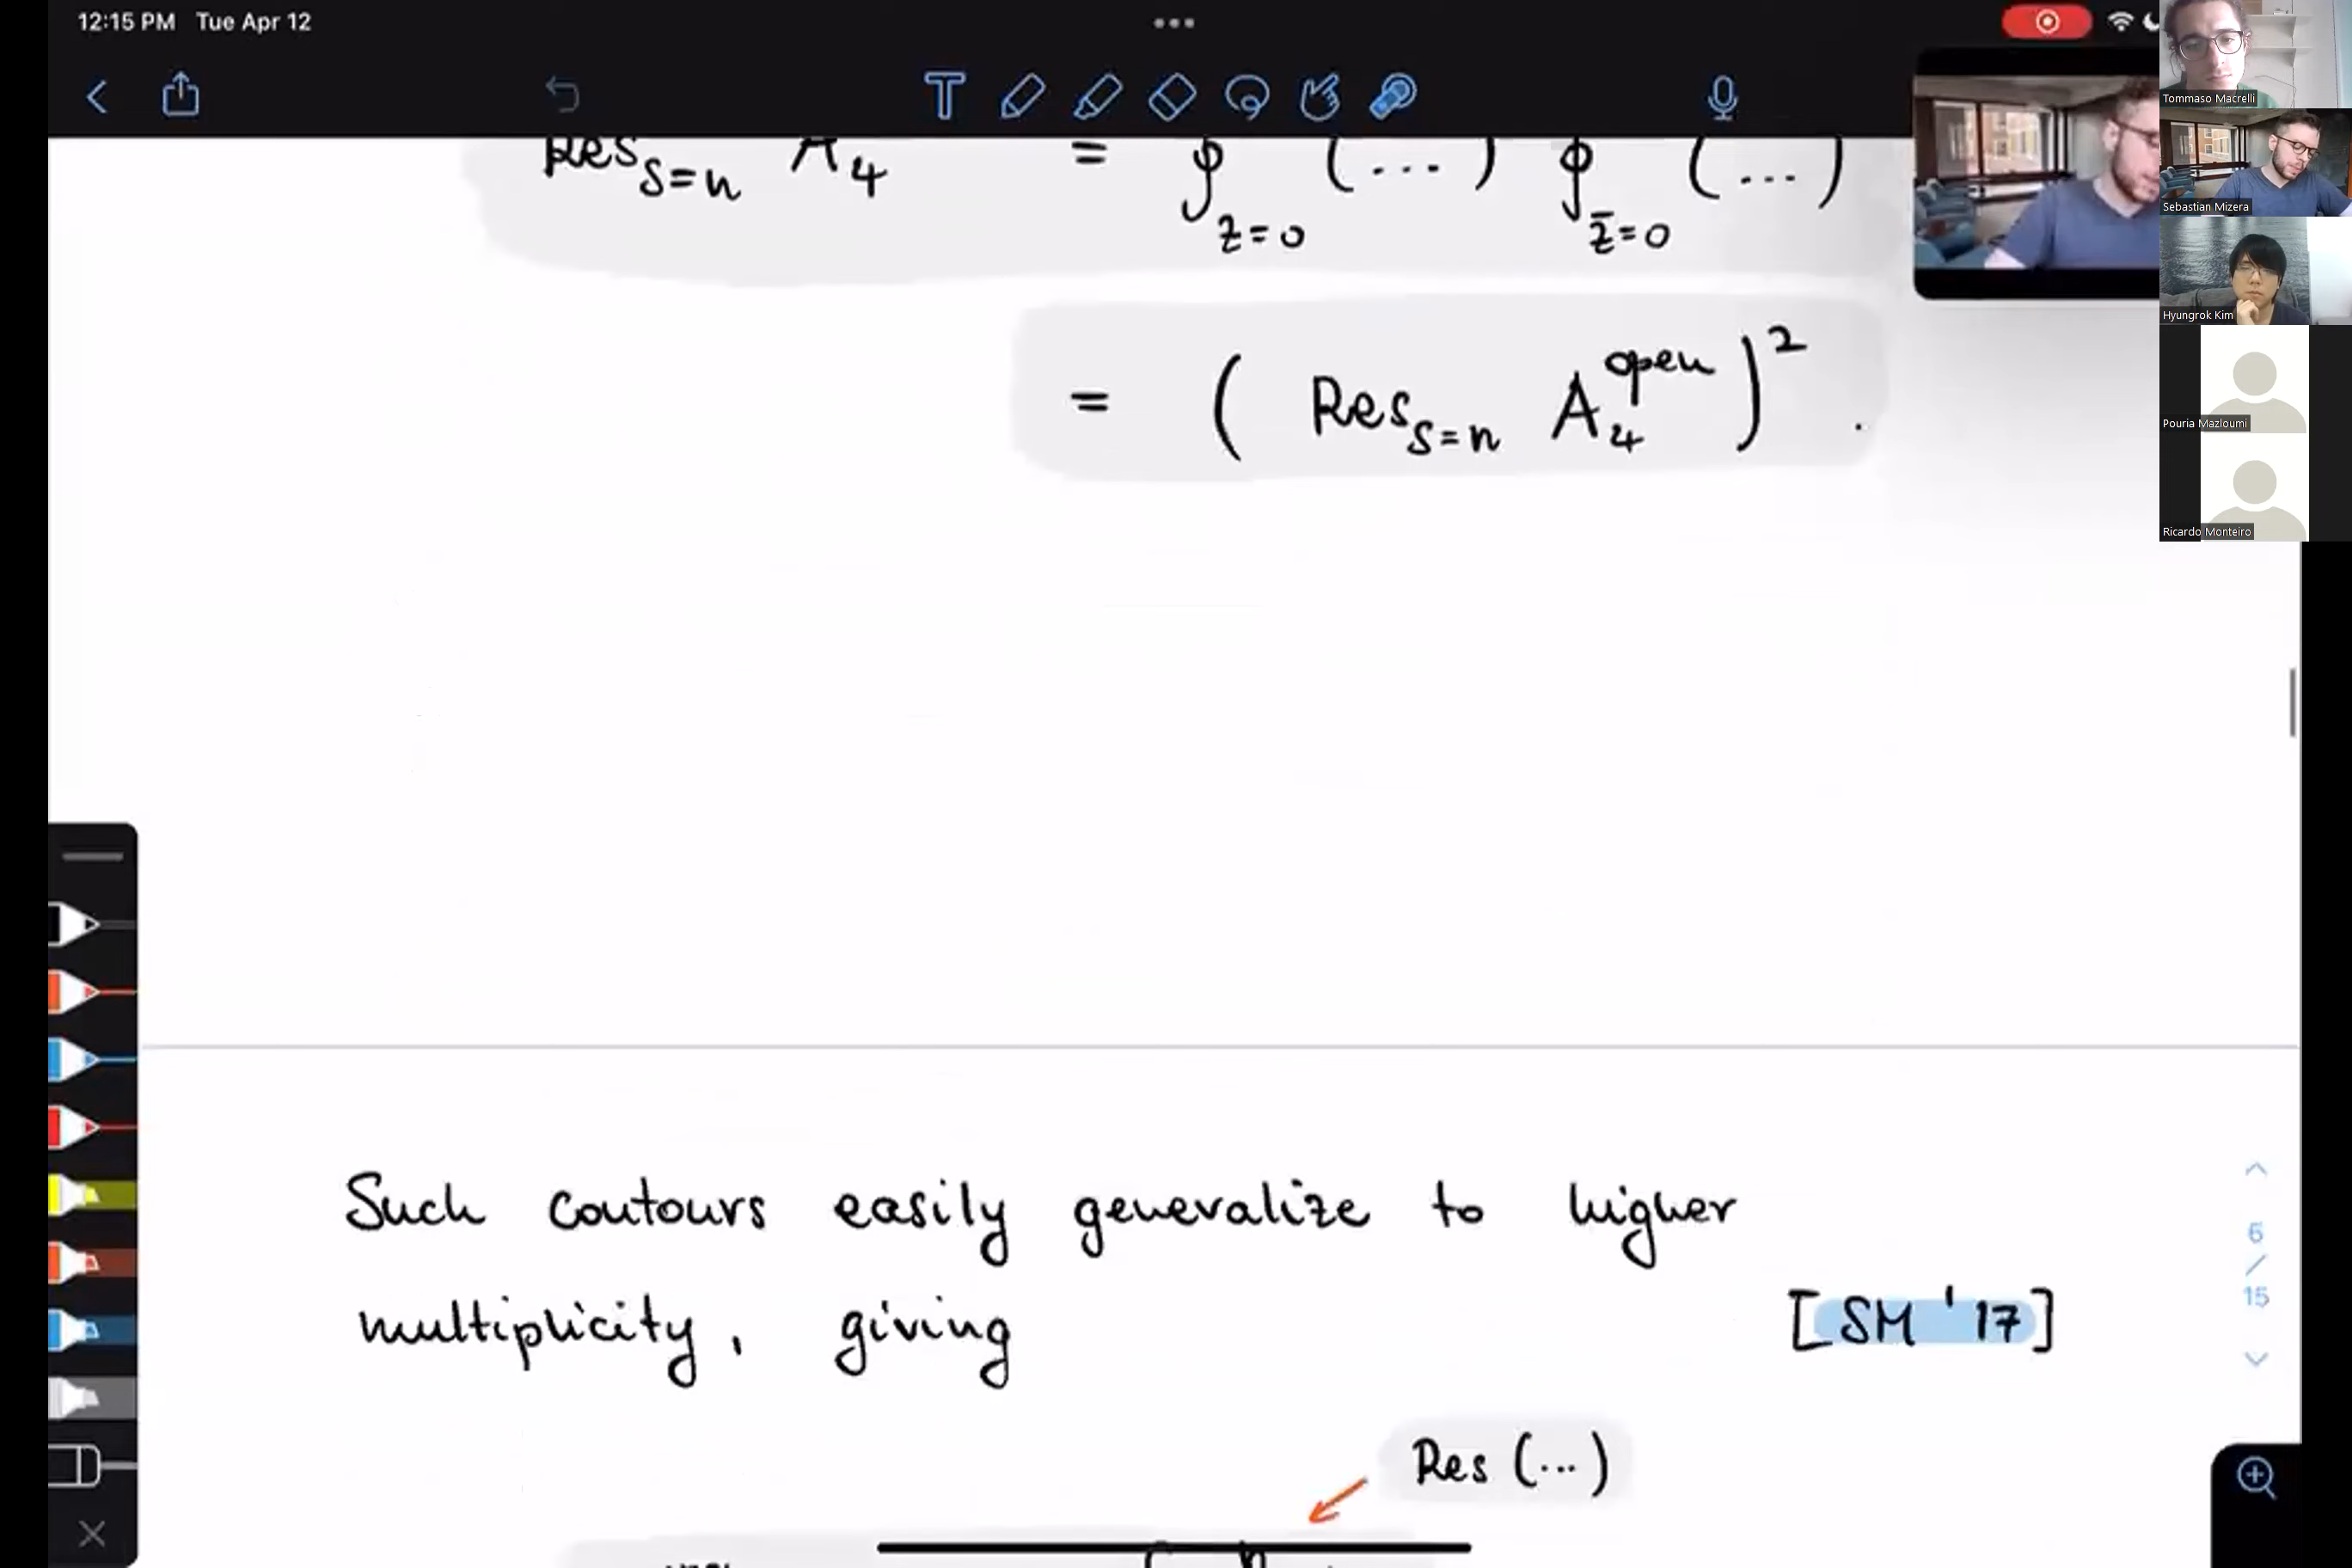 12:15 PM Tue Apr 12
Tommaso Macrelli
Sebastian Mizera
Hyungrok Kim
Pouria Mazloumi
Ricardo Monteiro
Res_{s=n} A_4 = ∮_{z=0} (...) ∮_{z̄=0} (...)
= ( Res_{s=n} A_4^{open} )^2 .
Such contours easily generalize to higher
multiplicity, giving [SM '17]
Res (...)
6
/
15